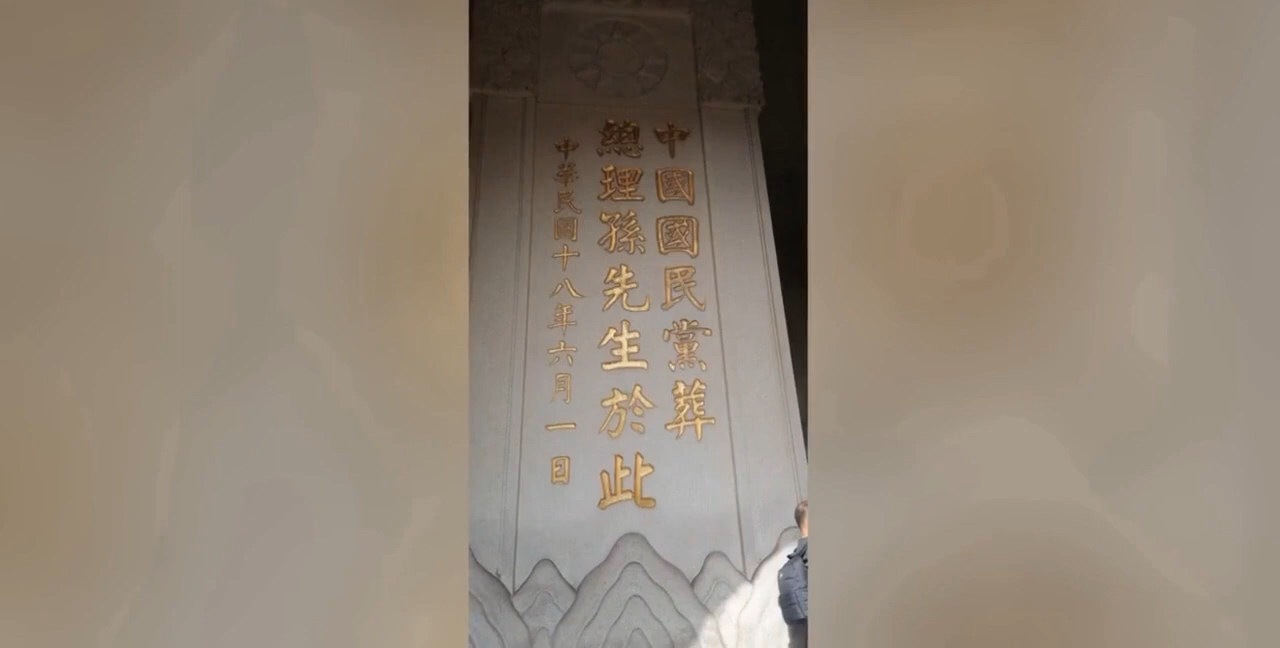 中國國民黨葬
總理孫先生於此
中華民國十八年六月一日